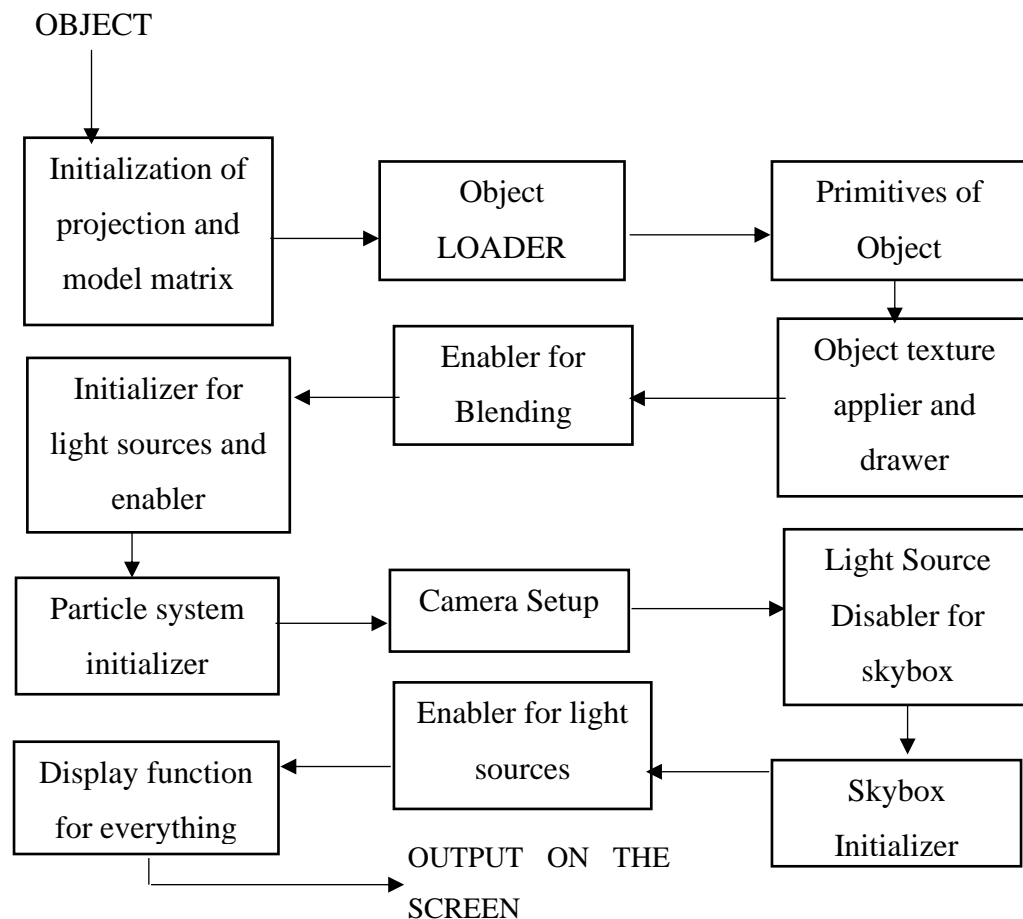 OBJECT
Initialization of
projection and
model matrix
Object
LOADER
Primitives of
Object
Object texture
applier and
drawer
Enabler for
Blending
Initializer for
light sources and
enabler
Particle system
initializer
Camera Setup
Light Source
Disabler for
skybox
Skybox
Initializer
Enabler for light
sources
Display function
for everything
OUTPUT ON THE
SCREEN